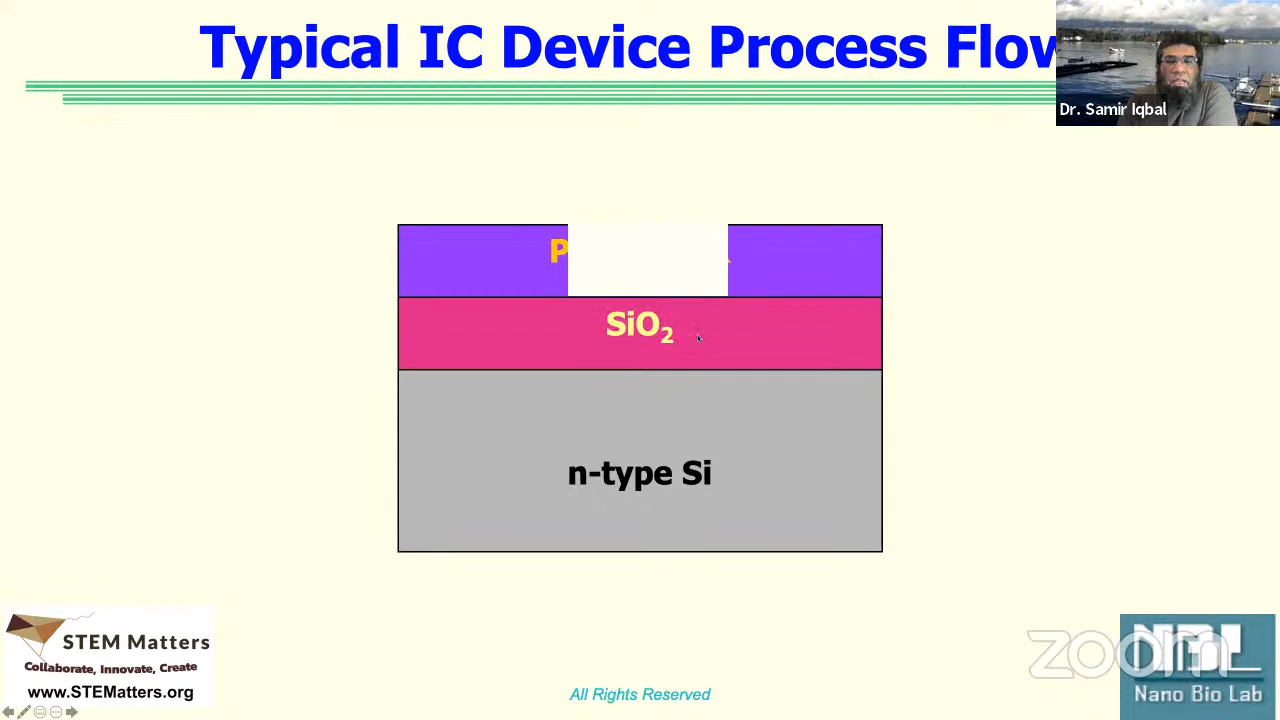 Typical IC Device Process Flow
Dr. Samir Iqbal
P
SiO₂
n-type Si
STEM Matters
Collaborate, Innovate, Create
www.STEMatters.org
All Rights Reserved
zoom
NBL
Nano Bio Lab